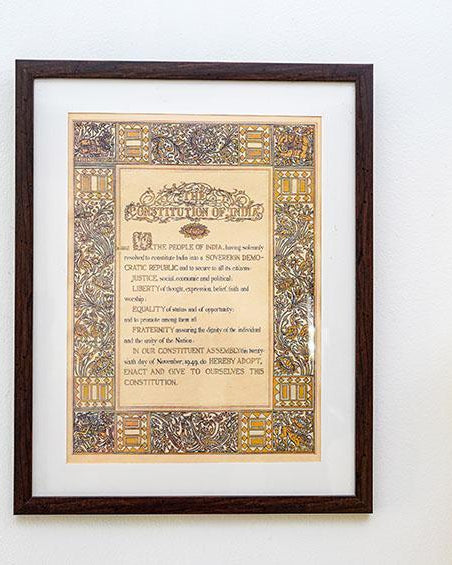 THE
CONSTITUTION OF INDIA
WE, THE PEOPLE OF INDIA, having solemnly
resolved to constitute India into a SOVEREIGN DEMO-
CRATIC REPUBLIC and to secure to all its citizens:
JUSTICE, social, economic and political;
LIBERTY of thought, expression, belief, faith and
worship;
EQUALITY of status and of opportunity;
and to promote among them all
FRATERNITY assuring the dignity of the individual
and the unity of the Nation;
IN OUR CONSTITUENT ASSEMBLY this twenty-
sixth day of November, 1949, do HEREBY ADOPT,
ENACT AND GIVE TO OURSELVES THIS
CONSTITUTION.